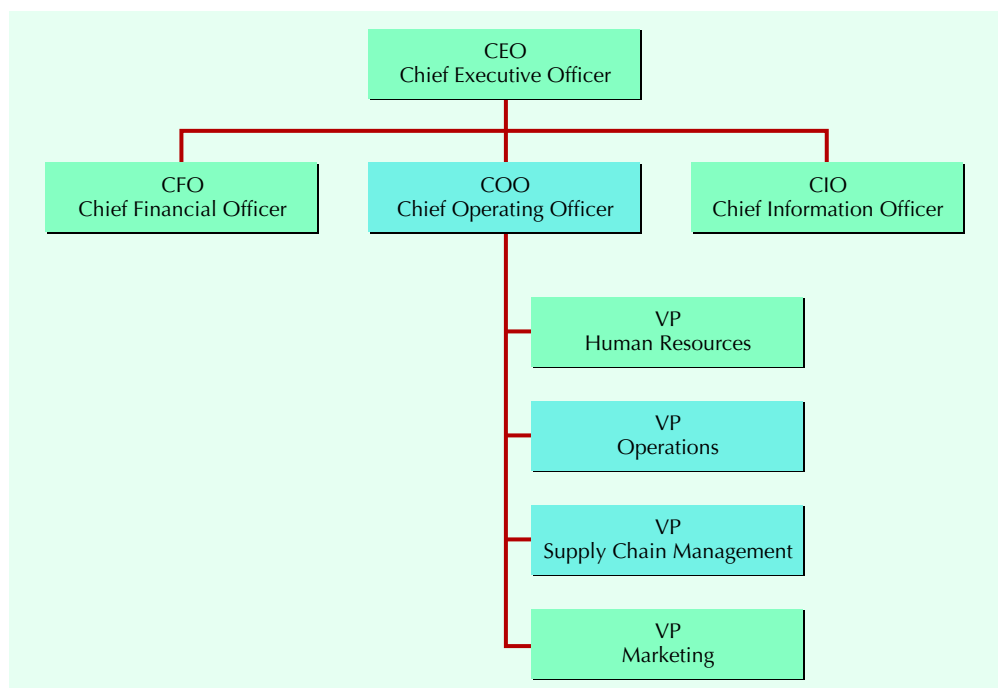 CEO
Chief Executive Officer
CFO
Chief Financial Officer
COO
Chief Operating Officer
CIO
Chief Information Officer
VP
Human Resources
VP
Operations
VP
Supply Chain Management
VP
Marketing